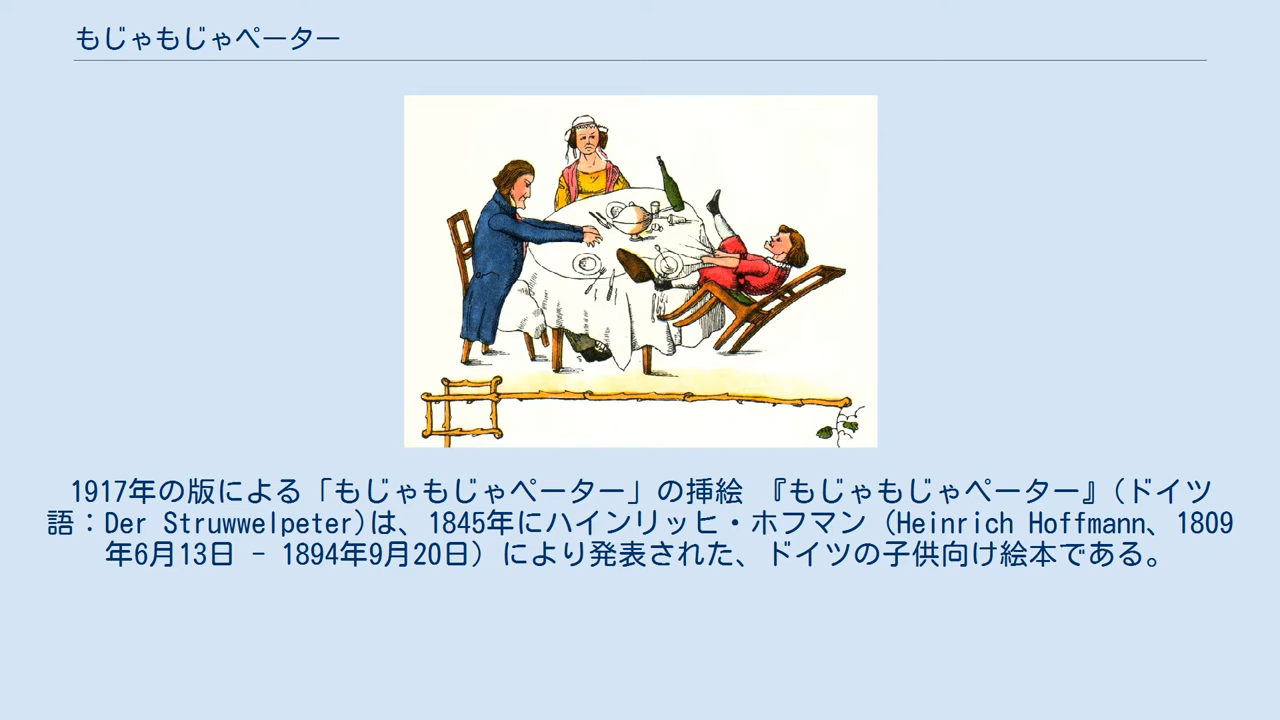 もじゃもじゃペーター
1917年の版による「もじゃもじゃペーター」の挿絵 『もじゃもじゃペーター』(ドイツ
語：Der Struwwelpeter)は、1845年にハインリッヒ・ホフマン（Heinrich Hoffmann、1809
年6月13日 - 1894年9月20日）により発表された、ドイツの子供向け絵本である。